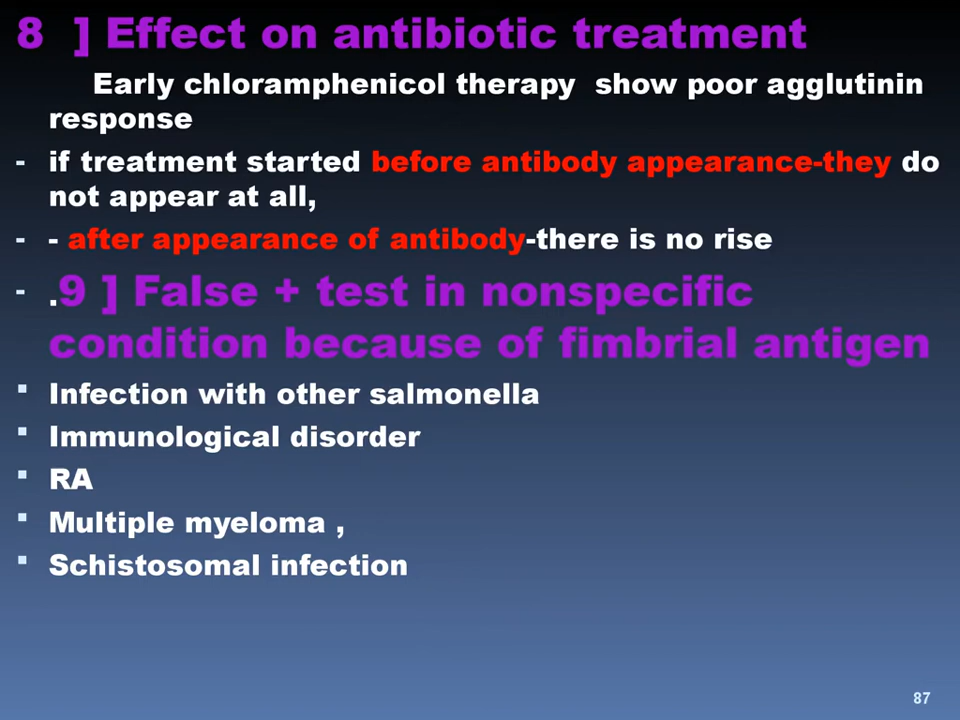 8 ] Effect on antibiotic treatment
Early chloramphenicol therapy show poor agglutinin
response
- if treatment started before antibody appearance-they do
not appear at all,
- - after appearance of antibody-there is no rise
- .9 ] False + test in nonspecific
condition because of fimbrial antigen
▪ Infection with other salmonella
▪ Immunological disorder
▪ RA
▪ Multiple myeloma ,
▪ Schistosomal infection
87